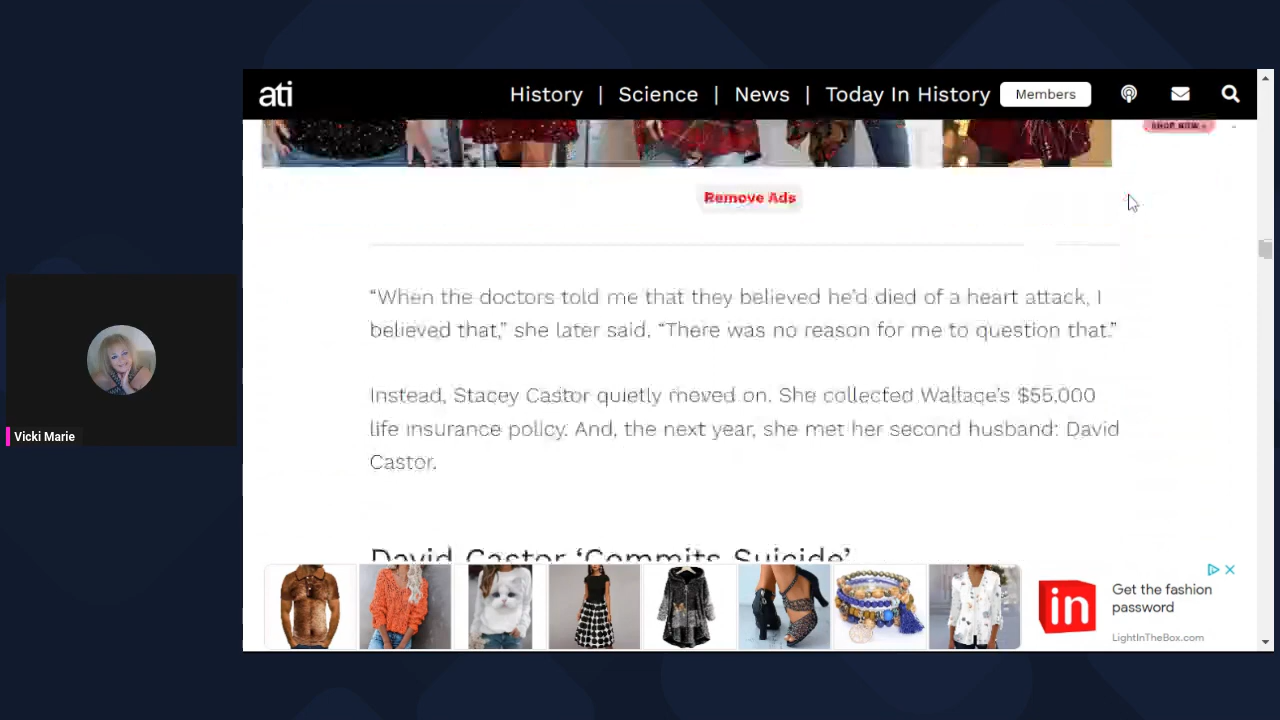 ati
History | Science | News | Today In History
Members
SHOP NOW
Remove Ads
“When the doctors told me that they believed he’d died of a heart attack, I
believed that,” she later said. “There was no reason for me to question that.”
Instead, Stacey Castor quietly moved on. She collected Wallace’s $55,000
life insurance policy. And, the next year, she met her second husband: David
Castor.
David Castor ‘Commits Suicide’
Vicki Marie
in
Get the fashion
password
LightInTheBox.com